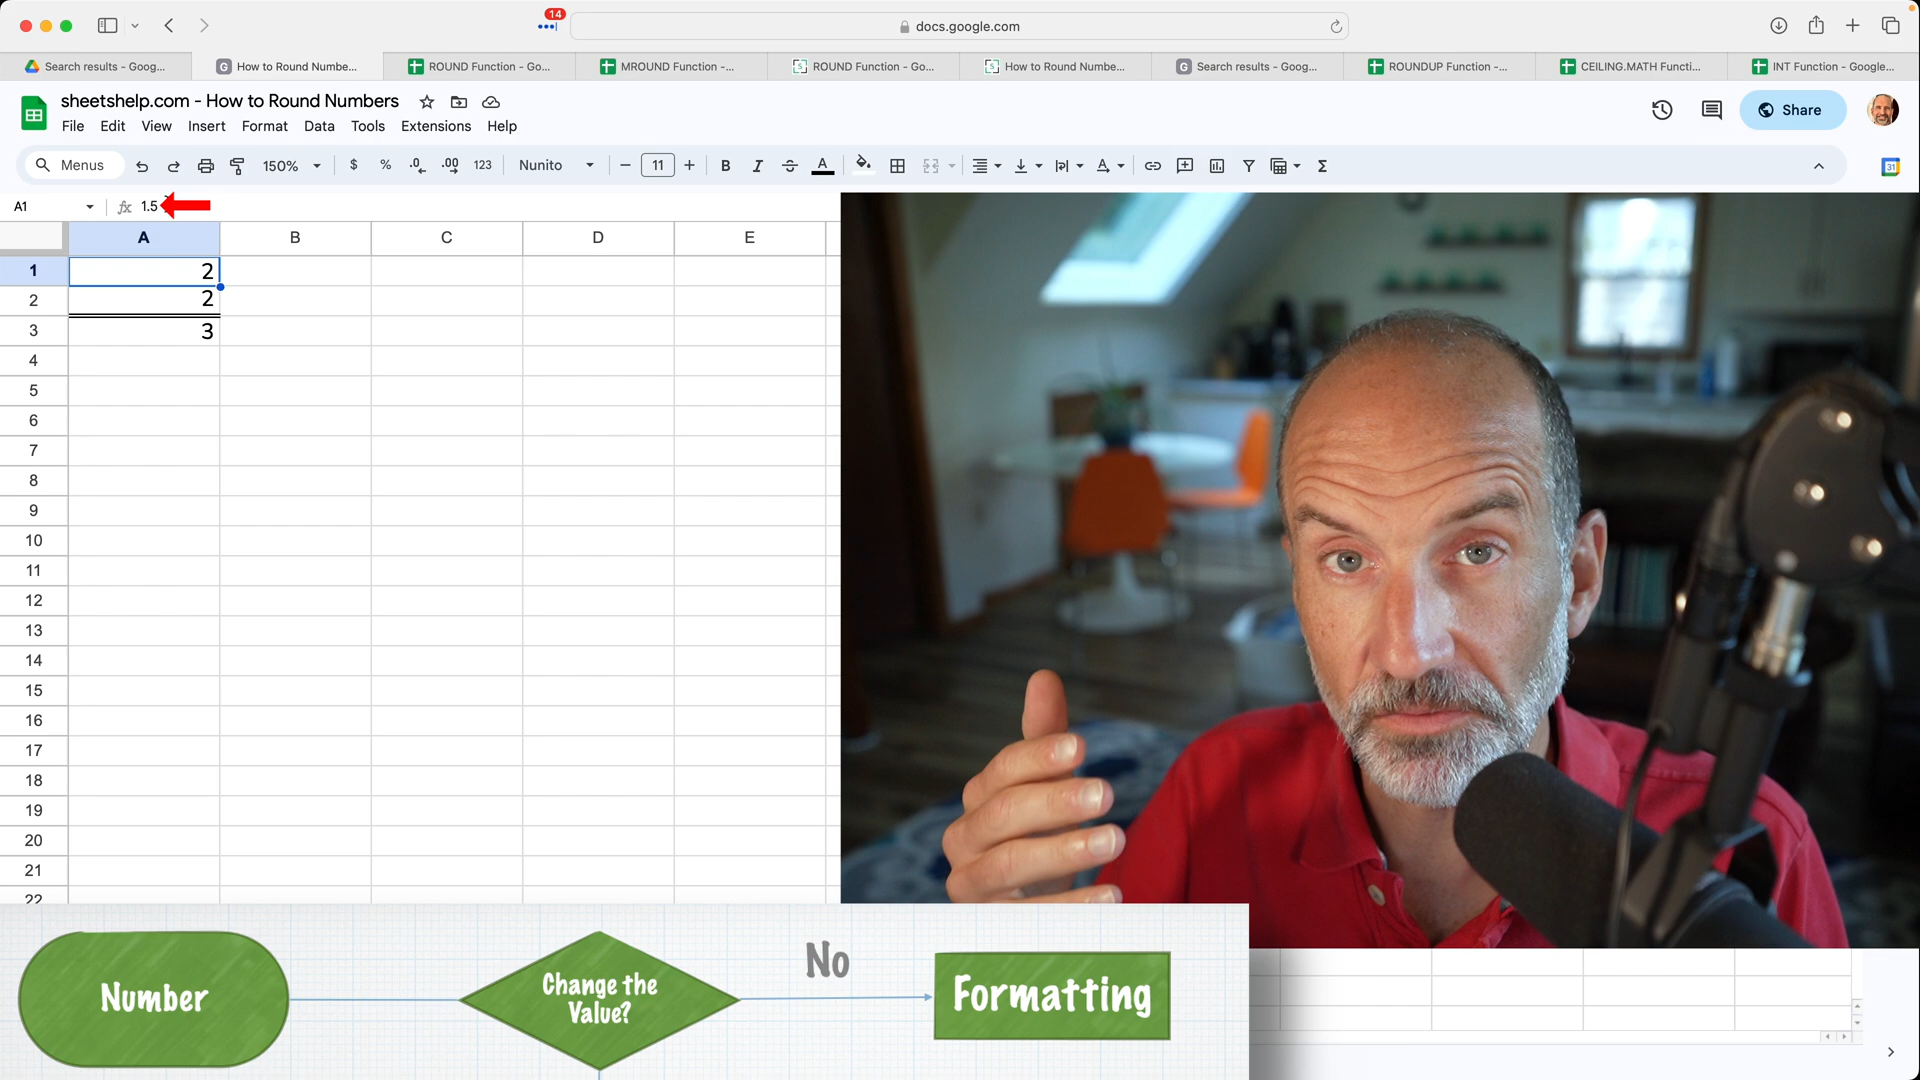 14
docs.google.com
Search results - Goog...
How to Round Numbe...
ROUND Function - Go...
MROUND Function -...
ROUND Function - Go...
How to Round Numbe...
Search results - Goog...
ROUNDUP Function -...
CEILING.MATH Functi...
INT Function - Google...
sheetshelp.com - How to Round Numbers
Share
File Edit View Insert Format Data Tools Extensions Help
Menus 150% $ % .0 .00 123 Nunito 11 B I S A Σ 31
A1 fx 1.5
A B C D E
1 2
2 2
3 3
4
5
6
7
8
9
10
11
12
13
14
15
16
17
18
19
20
21
22
Number
Change the
Value?
No
Formatting